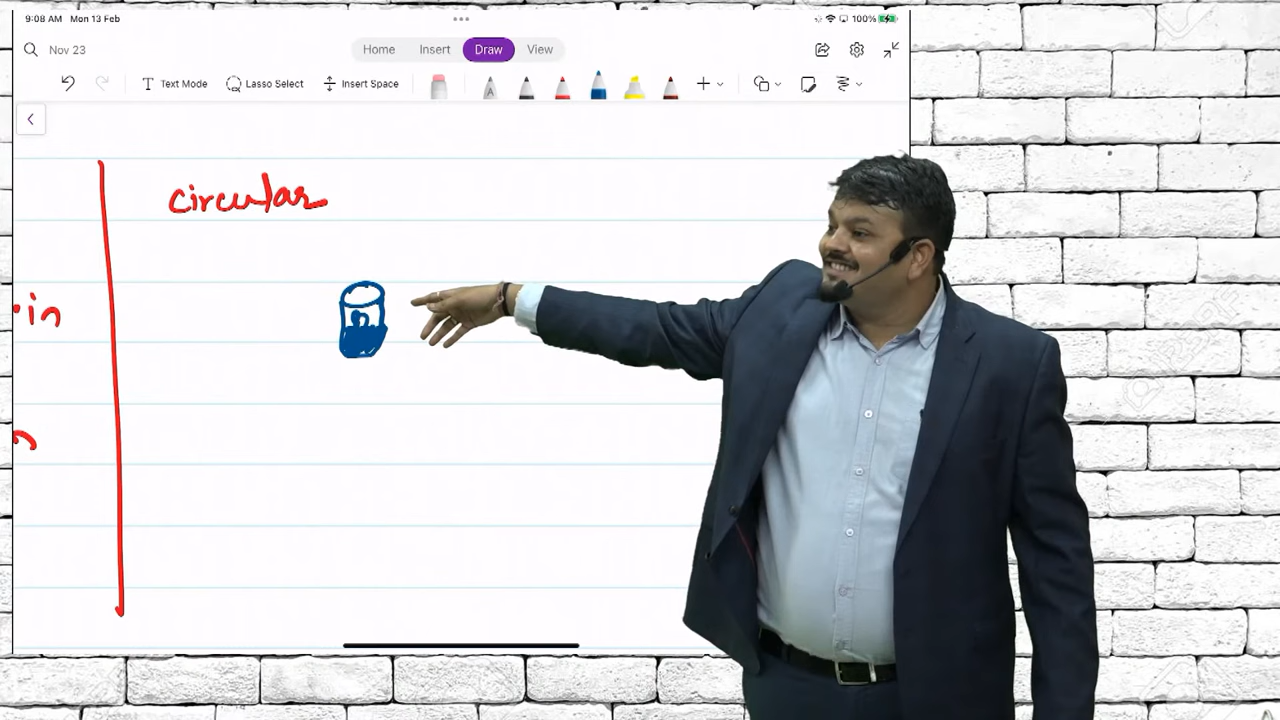 9:08 AM Mon 13 Feb
100%
Nov 23
Home Insert Draw View
Text Mode Lasso Select Insert Space
A
circular
in